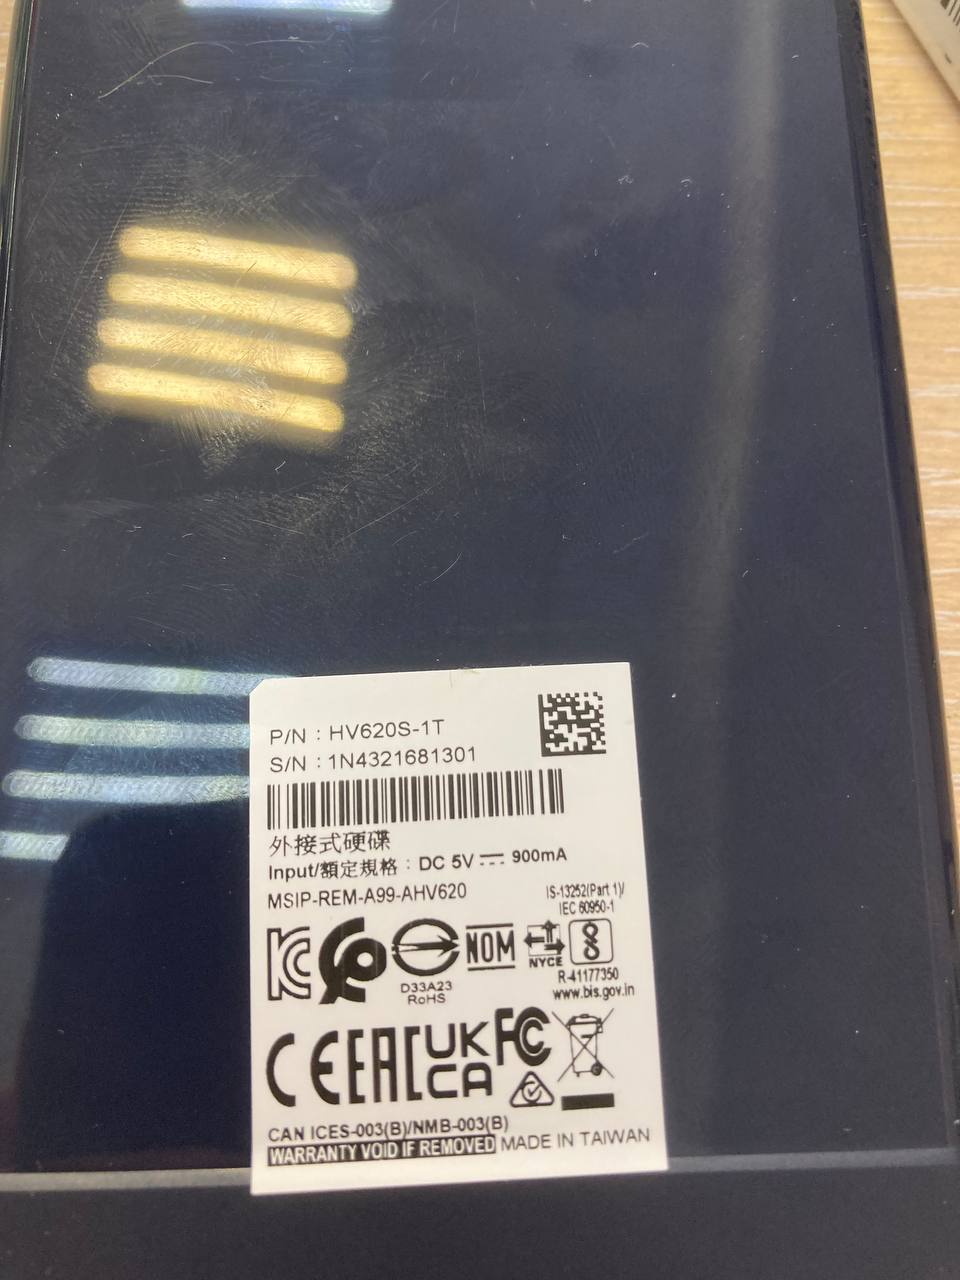 P/N : HV620S-1T
S/N : 1N4321681301
外接式硬碟
Input/額定規格 : DC 5V ⎓ 900mA
MSIP-REM-A99-AHV620
IS-13252(Part 1)/
IEC 60950-1
D33A23
RoHS
NOM
NYCE
R-41177350
www.bis.gov.in
CE EAC UK
CA
FC
CAN ICES-003(B)/NMB-003(B)
WARRANTY VOID IF REMOVED MADE IN TAIWAN